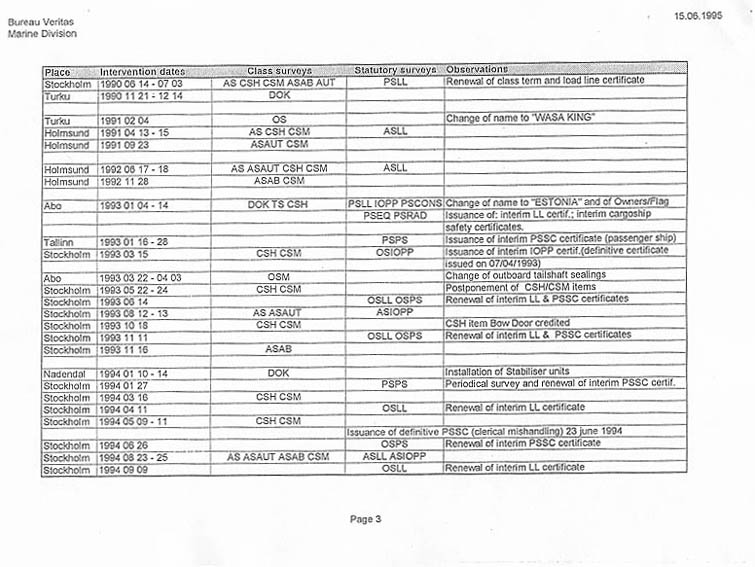 Bureau Veritas
Marine Division
15.06.1995
Place Intervention dates Class surveys Statutory surveys Observations
Stockholm 1990 06 14 - 07 03 AS CSH CSM ASAB AUT PSLL Renewal of class term and load line certificate
Turku 1990 11 21 - 12 14 DOK
Turku 1991 02 04 OS Change of name to "WASA KING"
Holmsund 1991 04 13 - 15 AS CSH CSM ASLL
Holmsund 1991 09 23 ASAUT CSM
Holmsund 1992 06 17 - 18 AS ASAUT CSH CSM ASLL
Holmsund 1992 11 28 ASAB CSM
Abo 1993 01 04 - 14 DOK TS CSH PSLL IOPP PSCONS Change of name to "ESTONIA" and of Owners/Flag
PSEQ PSRAD Issuance of: interim LL certif.; interim cargoship
safety certificates.
Tallinn 1993 01 16 - 28 PSPS Issuance of interim PSSC certificate (passenger ship)
Stockholm 1993 03 15 CSH CSM OSIOPP Issuance of interim IOPP certif.(definitive certificate
issued on 07/04/1993)
Abo 1993 03 22 - 04 03 OSM Change of outboard tailshaft sealings
Stockholm 1993 05 22 - 24 CSH CSM Postponement of CSH/CSM items
Stockholm 1993 06 14 OSLL OSPS Renewal of interim LL & PSSC certificates
Stockholm 1993 08 12 - 13 AS ASAUT ASIOPP
Stockholm 1993 10 18 CSH CSM CSH item Bow Door credited
Stockholm 1993 11 11 OSLL OSPS Renewal of interim LL & PSSC certificates
Stockholm 1993 11 16 ASAB
Nadendal 1994 01 10 - 14 DOK Installation of Stabiliser units
Stockholm 1994 01 27 PSPS Periodical survey and renewal of interim PSSC certif.
Stockholm 1994 03 16 CSH CSM
Stockholm 1994 04 11 OSLL Renewal of interim LL certificate
Stockholm 1994 05 09 - 11 CSH CSM
Issuance of definitive PSSC (clerical mishandling) 23 june 1994
Stockholm 1994 06 26 OSPS Renewal of interim PSSC certificate
Stockholm 1994 08 23 - 25 AS ASAUT ASAB CSM ASLL ASIOPP
Stockholm 1994 09 09 OSLL Renewal of interim LL certificate
Page 3